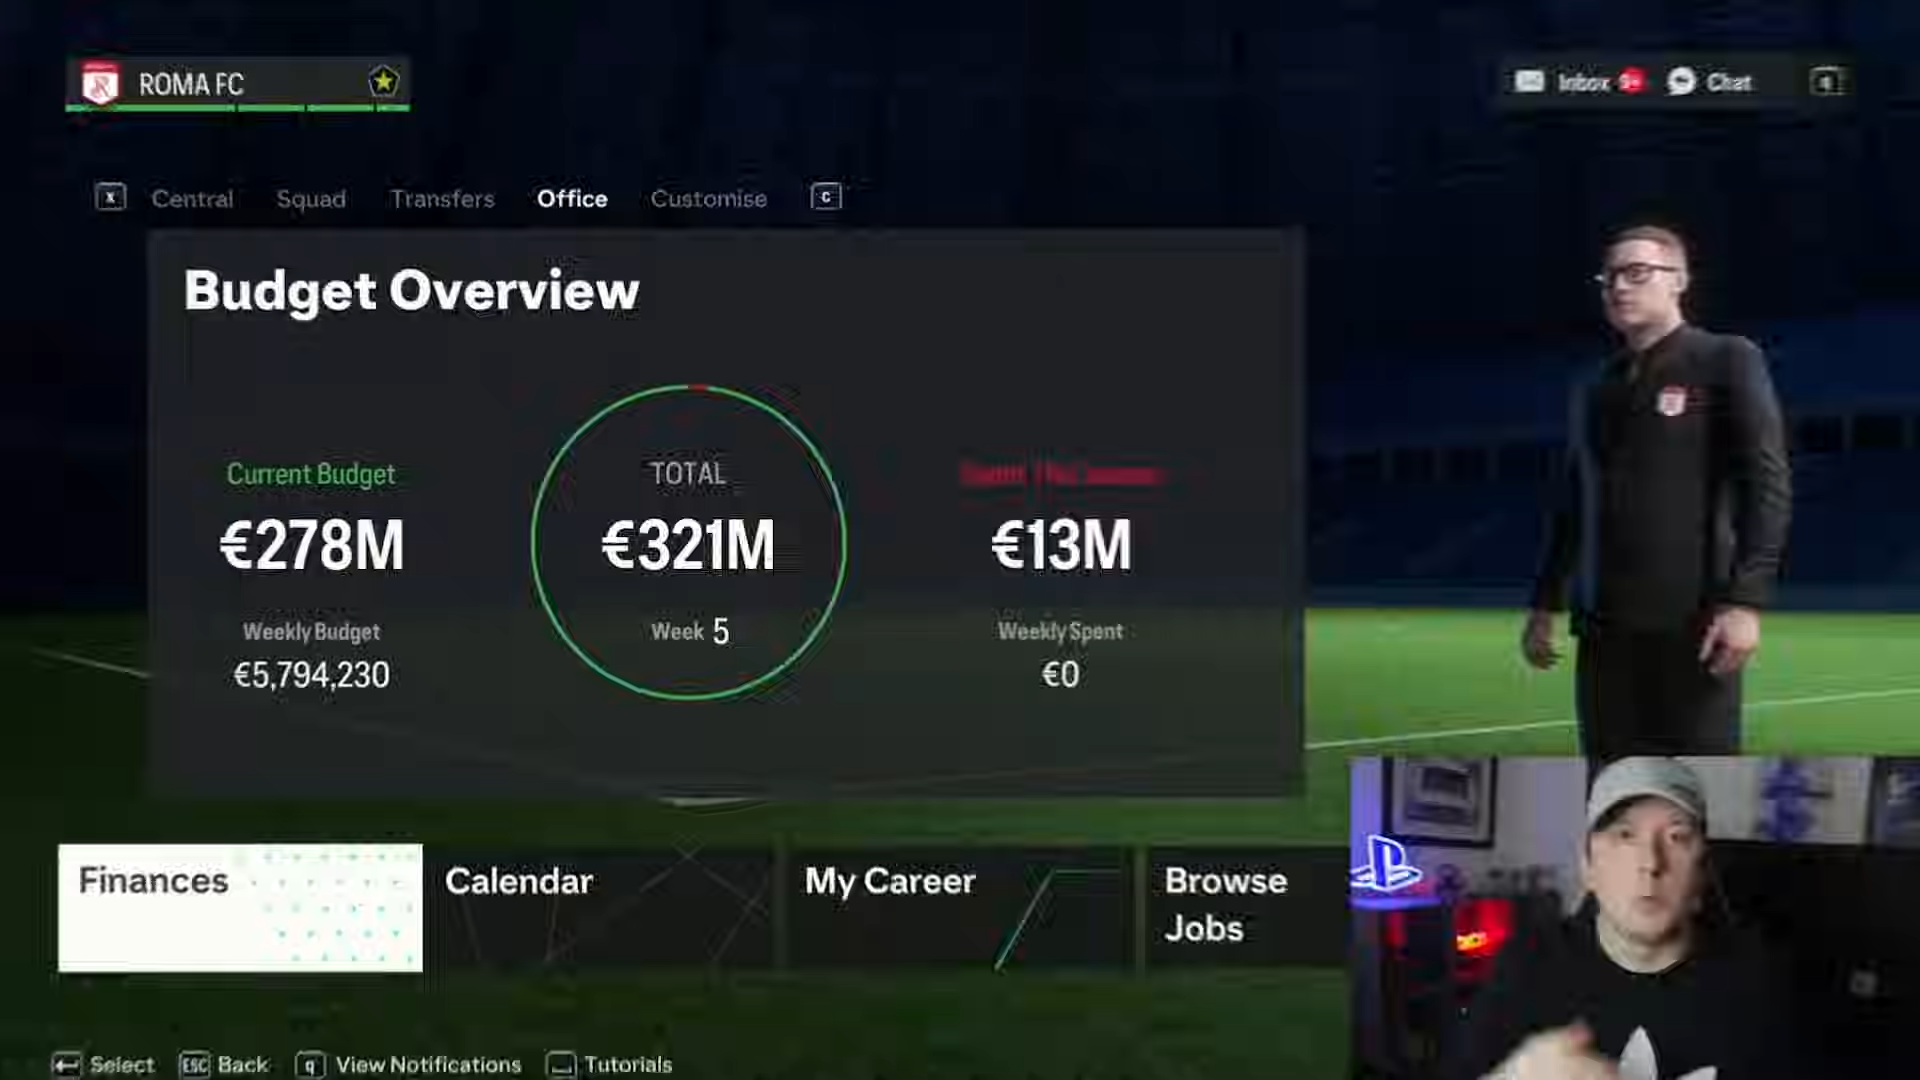 ROMA FC
Inbox 9+ Chat q
X Central Squad Transfers Office Customise C
Budget Overview
Current Budget
€278M
Weekly Budget
€5,794,230
TOTAL
€321M
Week 5
€13M
Weekly Spent
€0
Finances
Calendar
My Career
Browse
Jobs
Select ESC Back q View Notifications Tutorials